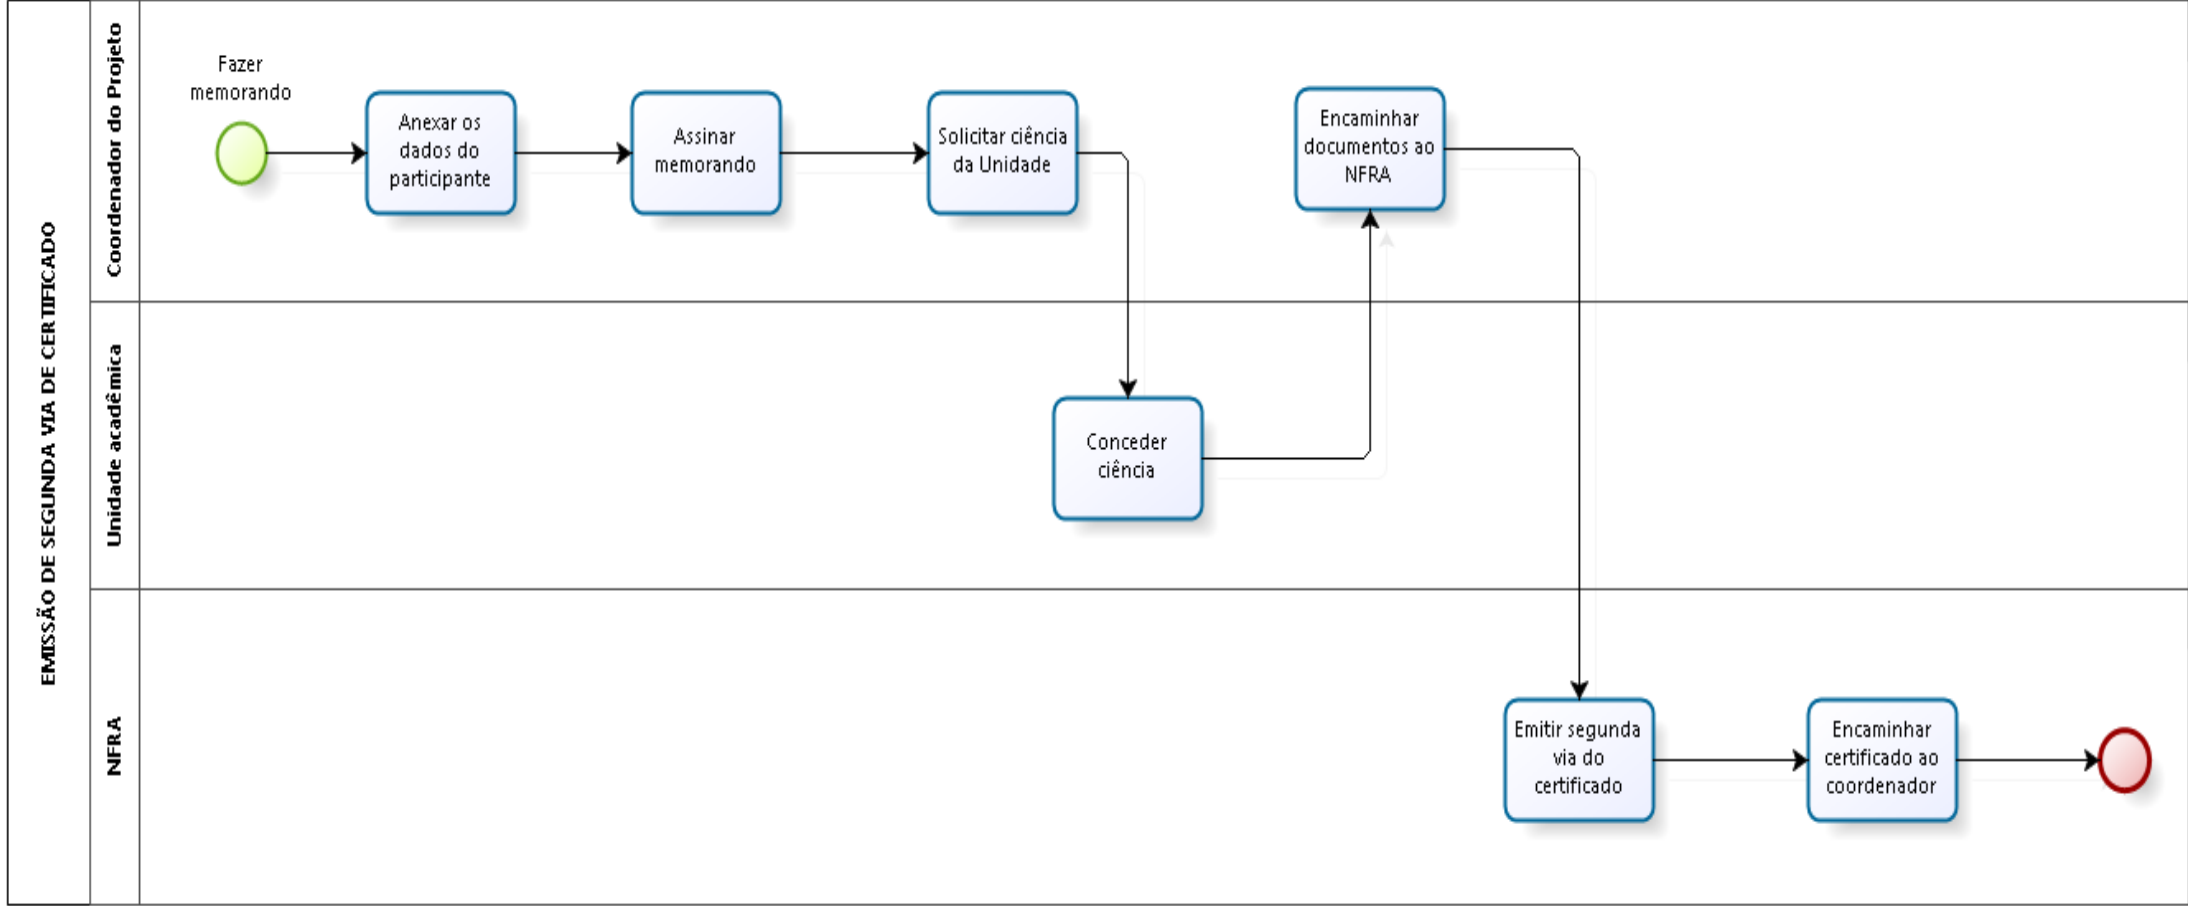 EMISSÃO DE SEGUNDA VIA DE CERTIFICADO
Coordenador do Projeto
Fazer
memorando
Anexar os
dados do
participante
Assinar
memorando
Solicitar ciência
da Unidade
Encaminhar
documentos ao
NFRA
Unidade acadêmica
Conceder
ciência
NFRA
Emitir segunda
via do
certificado
Encaminhar
certificado ao
coordenador